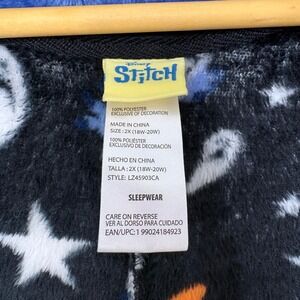 Disney
STitCH
100% POLYESTER
EXCLUSIVE OF DECORATION
MADE IN CHINA
SIZE : 2X (18W-20W)
100% POLIÉSTER
EXCLUSIVO DE DECORACIÓN
HECHO EN CHINA
TALLA : 2X (18W-20W)
STYLE: LZ45903CA
SLEEPWEAR
CARE ON REVERSE
VER AL DORSO PARA CUIDADO
EAN/UPC: 1 99024184923